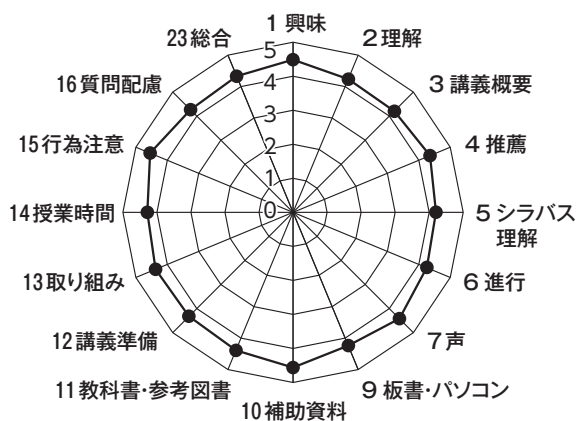 1 興味
2 理解
3 講義概要
4 推薦
5 シラバス
理解
6 進行
7 声
9 板書・パソコン
10 補助資料
11 教科書・参考図書
12 講義準備
13 取り組み
14 授業時間
15 行為注意
16 質問配慮
23 総合
5
4
3
2
1
0